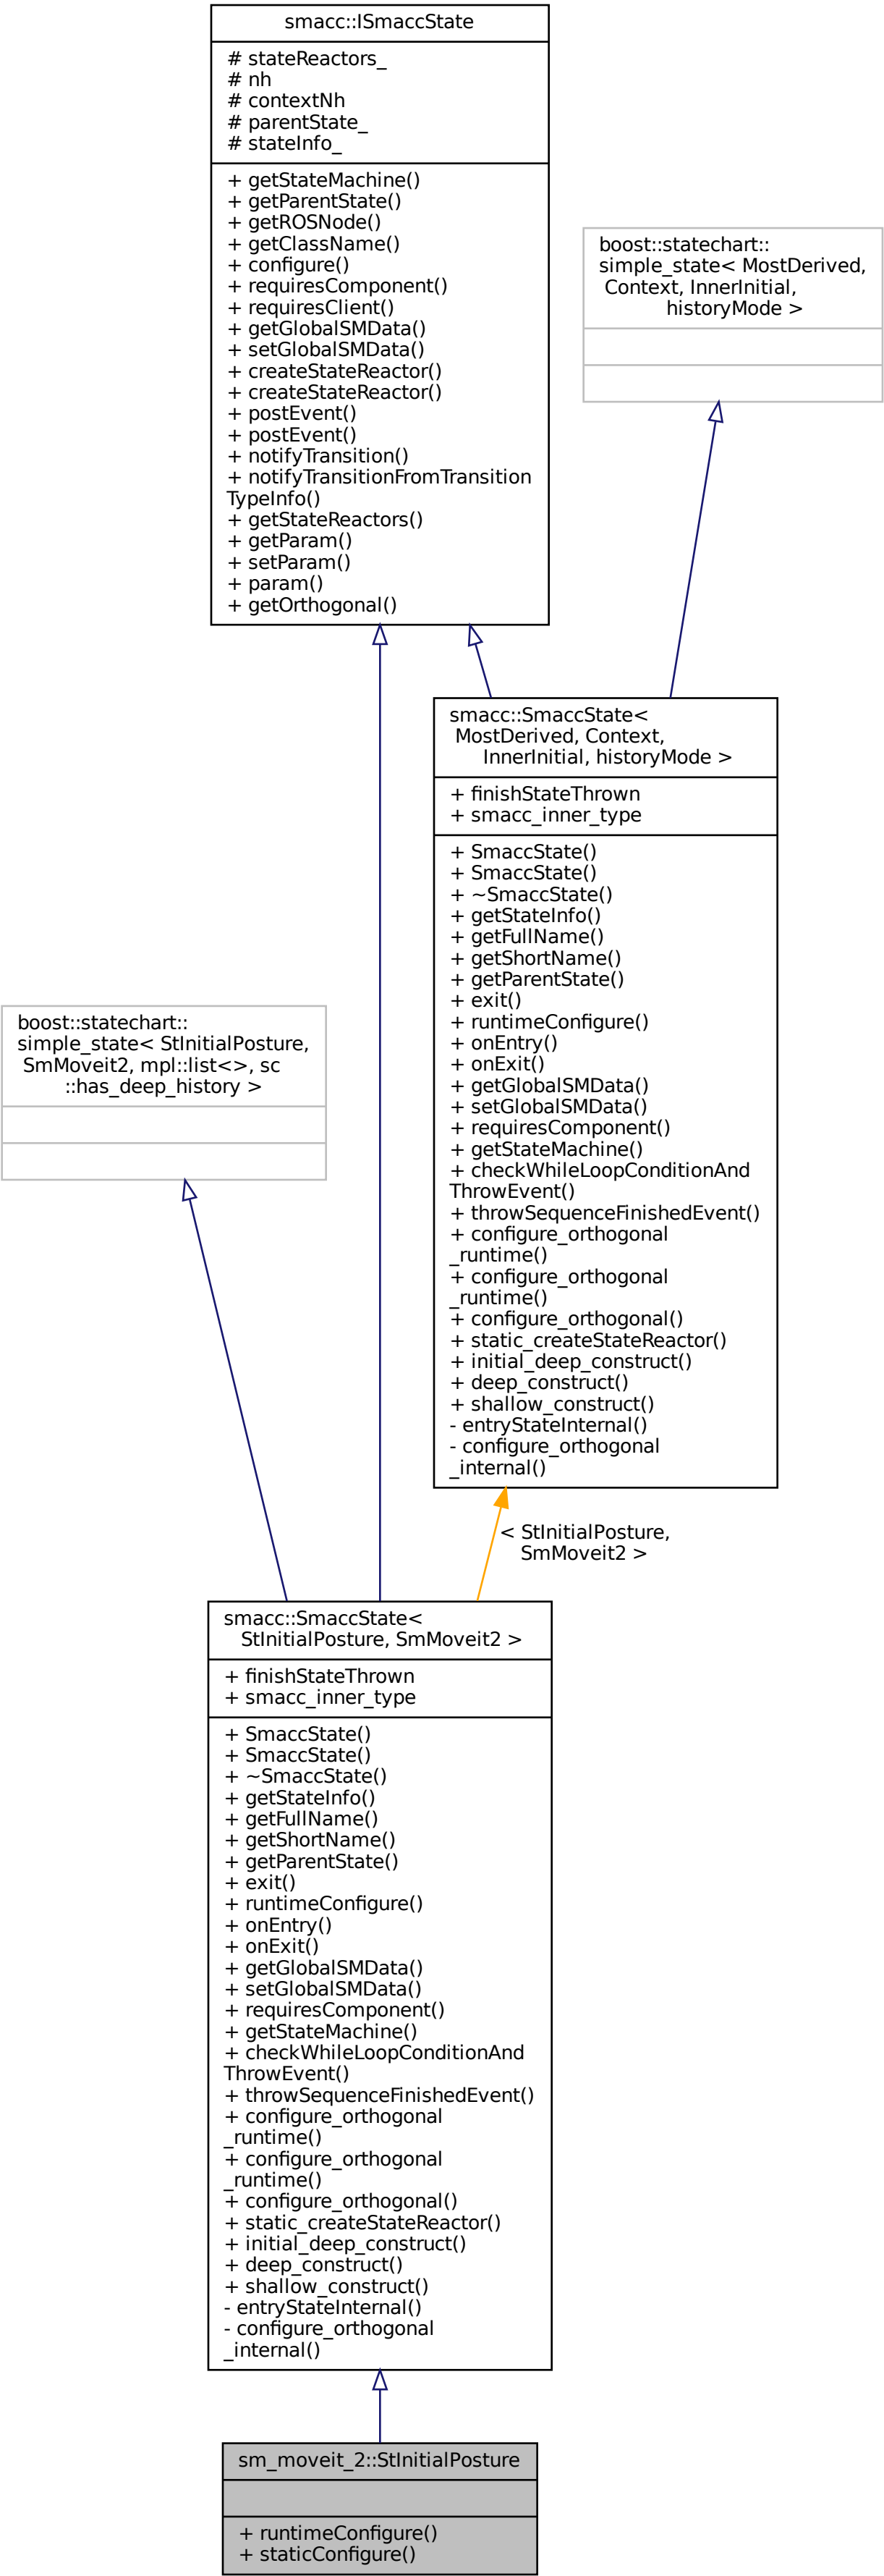 smacc::ISmaccState
# stateReactors_
# nh
# contextNh
# parentState_
# stateInfo_
+ getStateMachine()
+ getParentState()
+ getROSNode()
+ getClassName()
+ configure()
+ requiresComponent()
+ requiresClient()
+ getGlobalSMData()
+ setGlobalSMData()
+ createStateReactor()
+ createStateReactor()
+ postEvent()
+ postEvent()
+ notifyTransition()
+ notifyTransitionFromTransition
TypeInfo()
+ getStateReactors()
+ getParam()
+ setParam()
+ param()
+ getOrthogonal()
boost::statechart::
simple_state< MostDerived,
Context, InnerInitial,
historyMode >
smacc::SmaccState<
MostDerived, Context,
InnerInitial, historyMode >
+ finishStateThrown
+ smacc_inner_type
+ SmaccState()
+ SmaccState()
+ ~SmaccState()
+ getStateInfo()
+ getFullName()
+ getShortName()
+ getParentState()
+ exit()
+ runtimeConfigure()
+ onEntry()
+ onExit()
+ getGlobalSMData()
+ setGlobalSMData()
+ requiresComponent()
+ getStateMachine()
+ checkWhileLoopConditionAnd
ThrowEvent()
+ throwSequenceFinishedEvent()
+ configure_orthogonal
_runtime()
+ configure_orthogonal
_runtime()
+ configure_orthogonal()
+ static_createStateReactor()
+ initial_deep_construct()
+ deep_construct()
+ shallow_construct()
- entryStateInternal()
- configure_orthogonal
_internal()
boost::statechart::
simple_state< StInitialPosture,
SmMoveit2, mpl::list<>, sc
::has_deep_history >
< StInitialPosture,
SmMoveit2 >
smacc::SmaccState<
StInitialPosture, SmMoveit2 >
+ finishStateThrown
+ smacc_inner_type
+ SmaccState()
+ SmaccState()
+ ~SmaccState()
+ getStateInfo()
+ getFullName()
+ getShortName()
+ getParentState()
+ exit()
+ runtimeConfigure()
+ onEntry()
+ onExit()
+ getGlobalSMData()
+ setGlobalSMData()
+ requiresComponent()
+ getStateMachine()
+ checkWhileLoopConditionAnd
ThrowEvent()
+ throwSequenceFinishedEvent()
+ configure_orthogonal
_runtime()
+ configure_orthogonal
_runtime()
+ configure_orthogonal()
+ static_createStateReactor()
+ initial_deep_construct()
+ deep_construct()
+ shallow_construct()
- entryStateInternal()
- configure_orthogonal
_internal()
sm_moveit_2::StInitialPosture
+ runtimeConfigure()
+ staticConfigure()